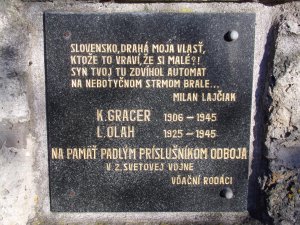 SLOVENSKO, DRAHÁ MOJA VLASŤ,
KTOŽE TO VRAVÍ, ŽE SI MALÉ?!
SYN TVOJ TU ZDVIHOL AUTOMAT
NA NEBOTYČNOM STRMOM BRALE...
MILAN LAJČIAK
K. GRACER 1906-1945
L. OLAH 1925-1945
NA PAMÄŤ PADLÝM PRÍSLUŠNÍKOM ODBOJA
V 2. SVETOVEJ VOJNE
VĎAČNÍ RODÁCI